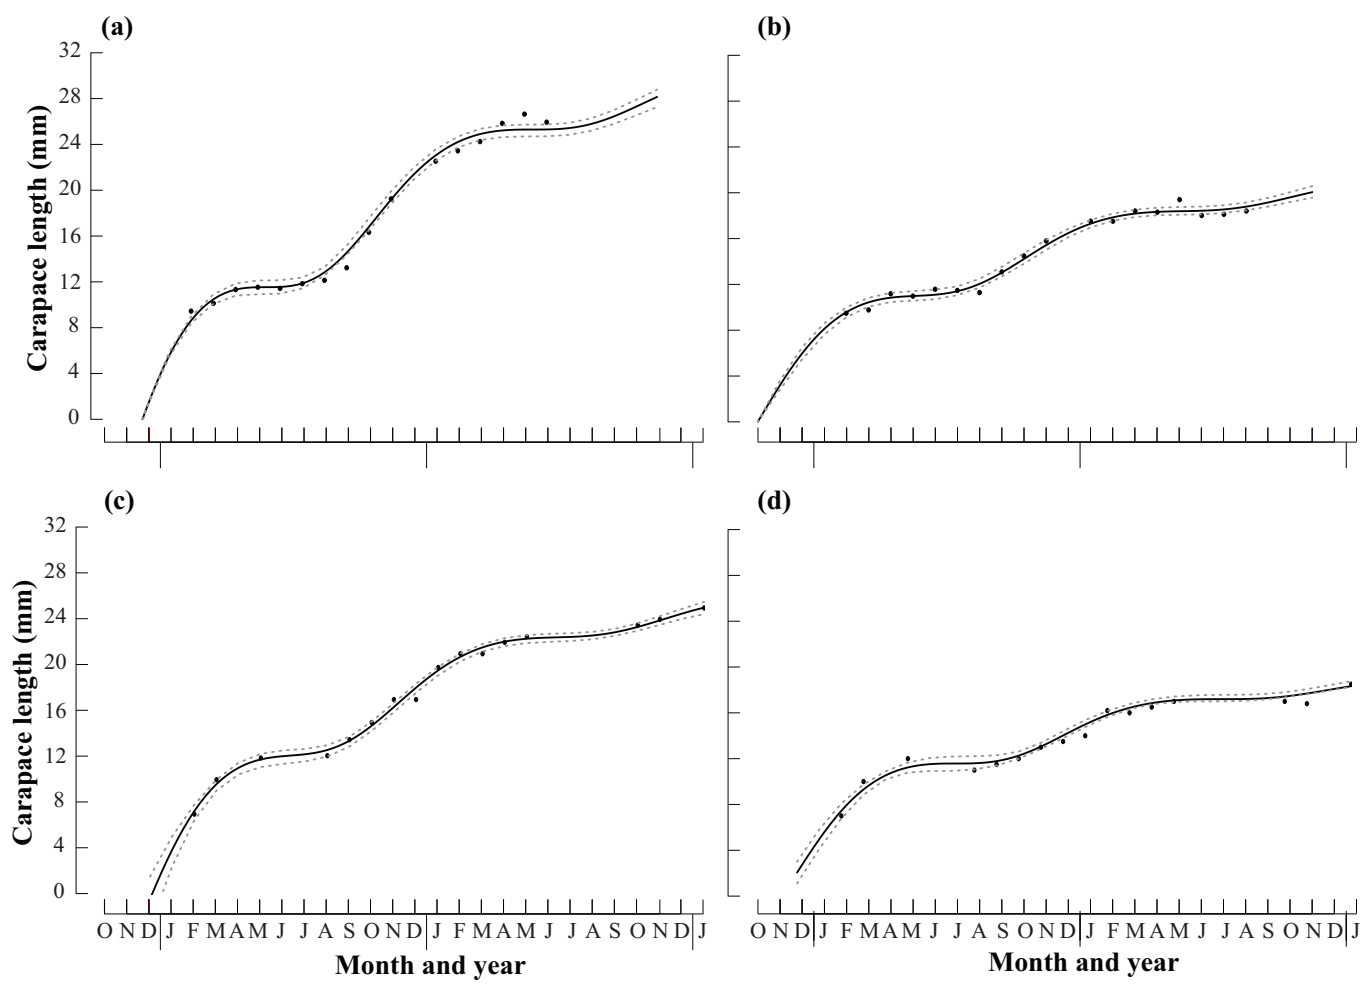 (a)
(b)
32
28
24
20
16
12
8
4
0
Carapace length (mm)
(c)
(d)
32
28
24
20
16
12
8
4
0
Carapace length (mm)
O N D J F M A M J J A S O N D J F M A M J J A S O N D J
O N D J F M A M J J A S O N D J F M A M J J A S O N D J
Month and year
Month and year